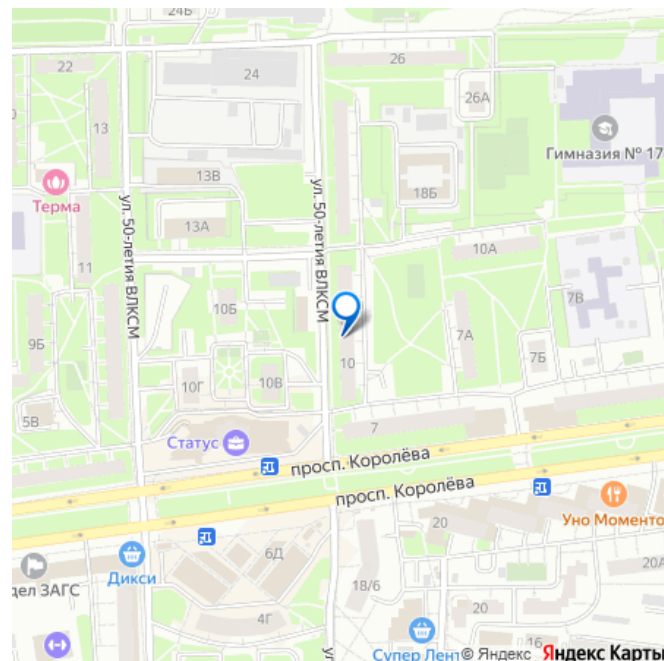 24Б
22
24
26
26А
13
Гимназия № 17
13В
18Б
Терма
ул. 50-летия ВЛКСМ
ул. 50-летия ВЛКСМ
13А
10А
11
10Б
7В
9Б
7А
7Б
10
10Г
10В
5В
7
Статус
просп. Королёва
просп. Королёва
Уно Моменто
20
6Д
Дикси
дел ЗАГС
20А
18/6
20
4Г
16
Супер Лент
© Яндекс Яндекс Карты